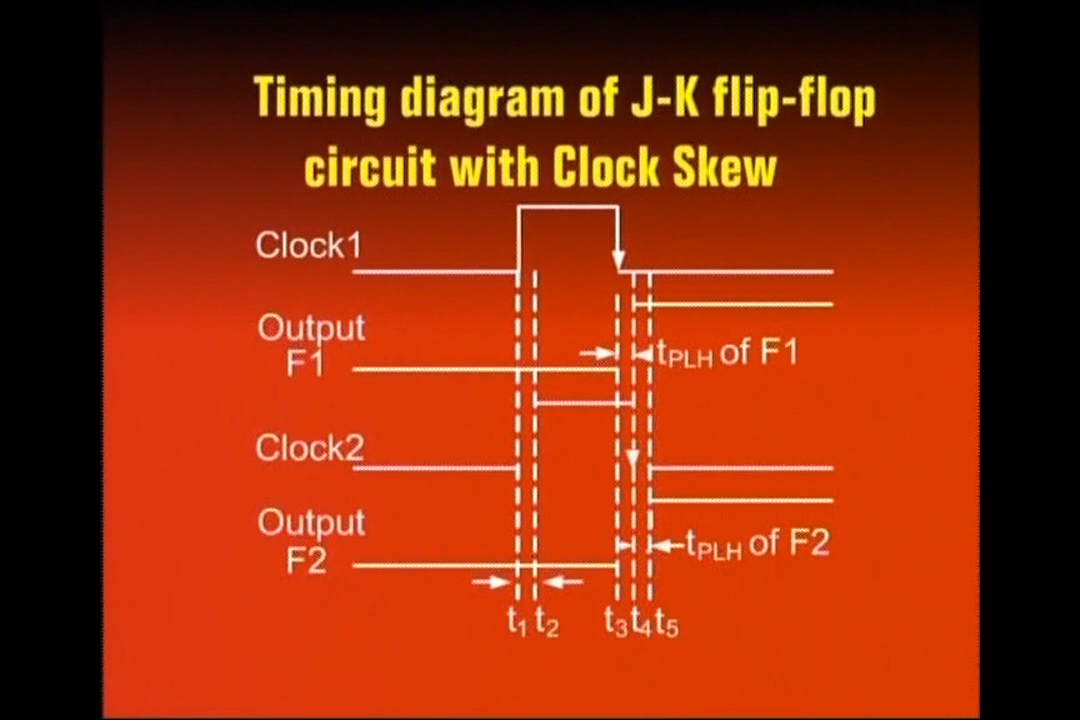 Timing diagram of J-K flip-flop
circuit with Clock Skew
Clock1
Output
F1
tPLH of F1
Clock2
Output
F2
tPLH of F2
t1 t2 t3 t4 t5